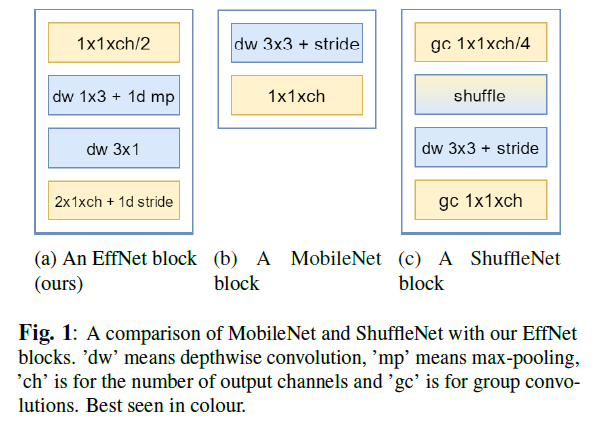 1x1xch/2
dw 1x3 + 1d mp
dw 3x1
2x1xch + 1d stride
dw 3x3 + stride
1x1xch
gc 1x1xch/4
shuffle
dw 3x3 + stride
gc 1x1xch
(a) An EffNet block
(ours)
(b) A MobileNet
block
(c) A ShuffleNet
block
Fig. 1: A comparison of MobileNet and ShuffleNet with our EffNet
blocks. ’dw’ means depthwise convolution, ’mp’ means max-pooling,
’ch’ is for the number of output channels and ’gc’ is for group convo-
lutions. Best seen in colour.